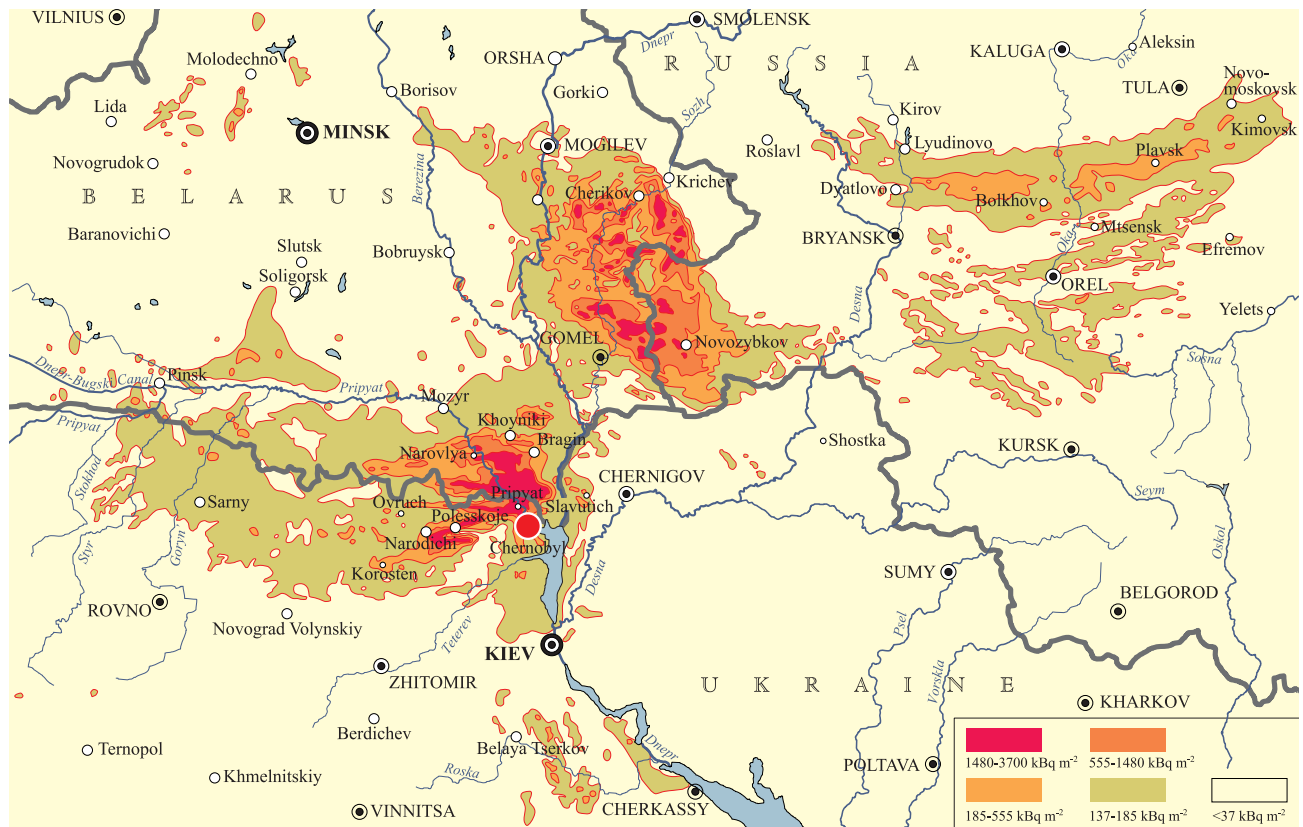 VILNIUS
SMOLENSK
Molodechno
ORSHA
Dnepr
R U S S I A
KALUGA
Oka
Aleksin
TULA
Novo-
moskovsk
Lida
Borisov
Gorki
Sozh
Kirov
Kimovsk
MINSK
MOGILEV
Roslavl
Lyudinovo
Plavsk
Novogrudok
Krichev
B E L A R U S
Berezina
Cherikov
Dyatlovo
Bolkhov
Baranovichi
BRYANSK
Oka
Mtsensk
Efremov
Slutsk
Soligorsk
Bobruysk
OREL
Desna
Yelets
GOMEL
Novozybkov
Sosna
Dnepr-Bugski Canal
Pinsk
Pripyat
Mozyr
Pripyat
Khoyniki
Bragin
Narovlya
Shostka
KURSK
Stokhod
CHERNIGOV
Seym
Sarny
Ovruch
Pripyat
Slavutich
Polesskoje
Narodichi
Chernobyl
Styr
Goryn
Oskol
Korosten
Desna
SUMY
ROVNO
BELGOROD
Novograd Volynskiy
Teterev
Psel
KIEV
ZHITOMIR
Vorskla
U K R A I N E
KHARKOV
Berdichev
Ternopol
Belaya Tserkov
Dnepr
Khmelnitskiy
Roska
POLTAVA
VINNITSA
CHERKASSY
1480-3700 kBq m⁻²
555-1480 kBq m⁻²
185-555 kBq m⁻²
137-185 kBq m⁻²
<37 kBq m⁻²